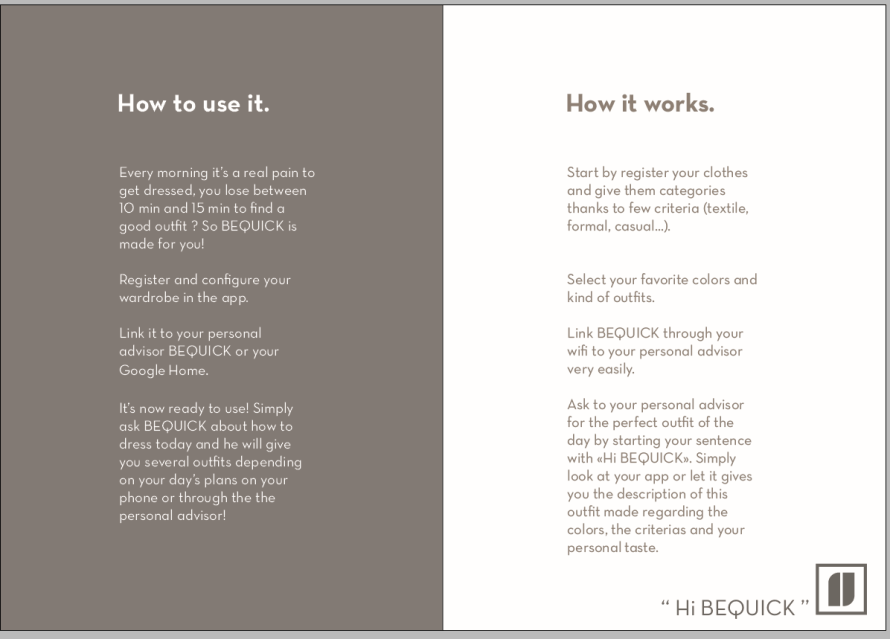 How to use it.
Every morning it's a real pain to
get dressed, you lose between
10 min and 15 min to find a
good outfit ? So BEQUICK is
made for you!
Register and configure your
wardrobe in the app.
Link it to your personal
advisor BEQUICK or your
Google Home.
It's now ready to use! Simply
ask BEQUICK about how to
dress today and he will give
you several outfits depending
on your day's plans on your
phone or through the the
personal advisor!
How it works.
Start by register your clothes
and give them categories
thanks to few criteria (textile,
formal, casual...).
Select your favorite colors and
kind of outfits.
Link BEQUICK through your
wifi to your personal advisor
very easily.
Ask to your personal advisor
for the perfect outfit of the
day by starting your sentence
with «Hi BEQUICK». Simply
look at your app or let it gives
you the description of this
outfit made regarding the
colors, the criterias and your
personal taste.
“ Hi BEQUICK ”